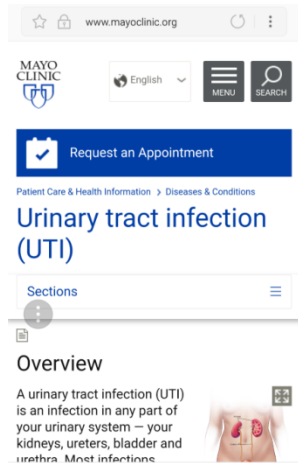 www.mayoclinic.org
MAYO
CLINIC
English
MENU
SEARCH
Request an Appointment
Patient Care & Health Information > Diseases & Conditions
Urinary tract infection
(UTI)
Sections
Overview
A urinary tract infection (UTI)
is an infection in any part of
your urinary system — your
kidneys, ureters, bladder and
urethra. Most infections